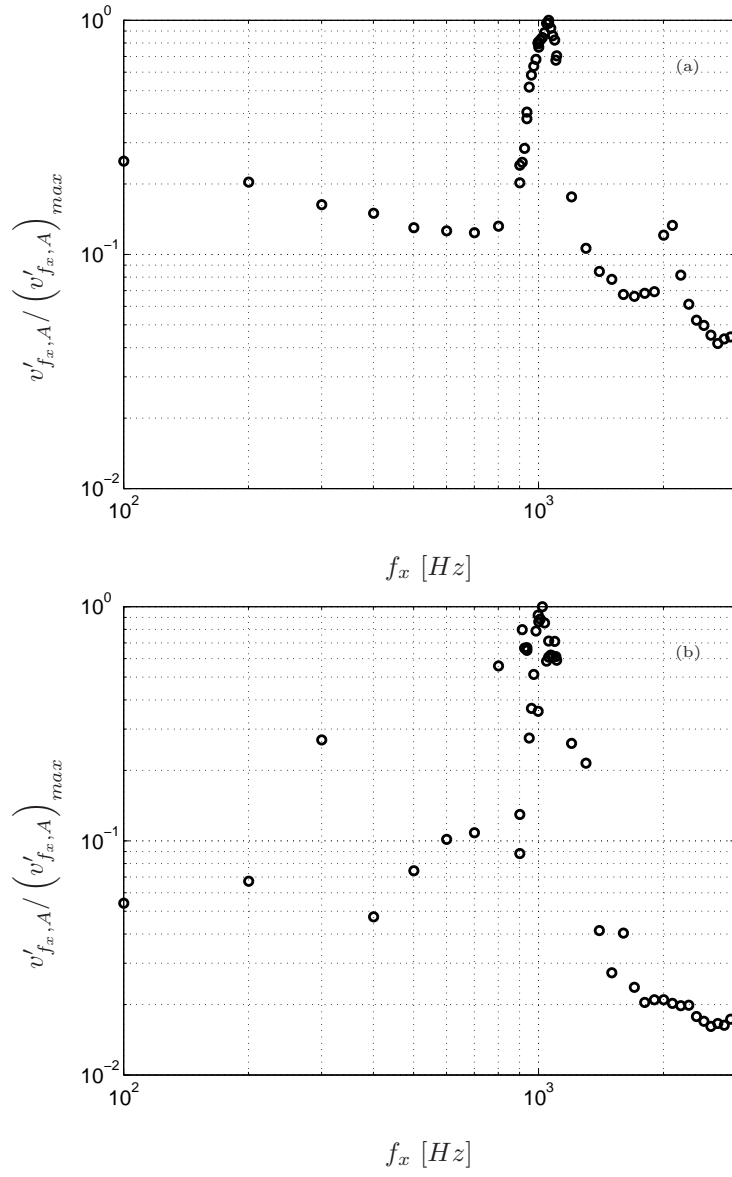 10^0
(a)
10^{-1}
v'_{f_x,A} / (v'_{f_x,A})_{max}
10^{-2}
10^2
10^3
f_x [Hz]
10^0
(b)
10^{-1}
v'_{f_x,A} / (v'_{f_x,A})_{max}
10^{-2}
10^2
10^3
f_x [Hz]